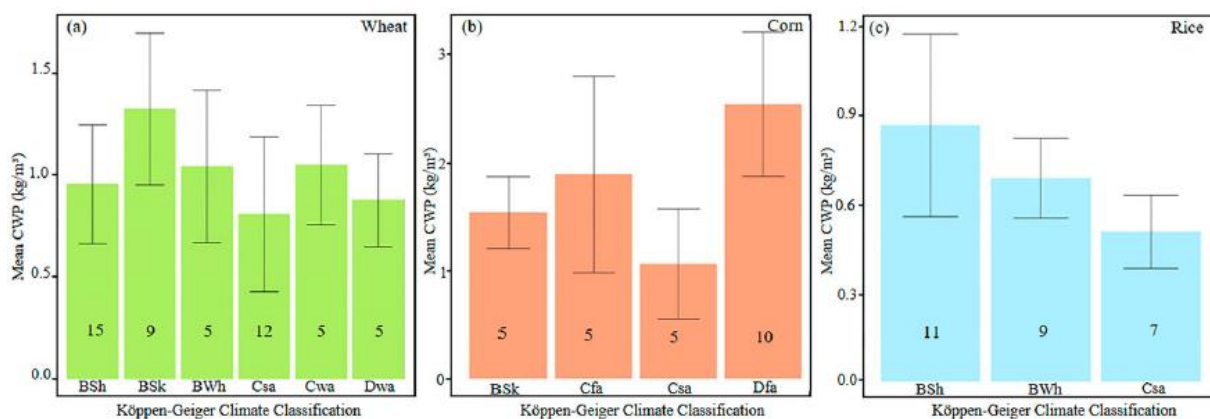 (a) Wheat
Mean CWP (kg/m³)
1.5
1.0
0.5
0.0
15 9 5 12 5 5
BSh BSk BWh Csa Cwa Dwa
Köppen-Geiger Climate Classification
(b) Corn
Mean CWP (kg/m³)
3
2
1
0
5 5 5 10
BSk Cfa Csa Dfa
Köppen-Geiger Climate Classification
(c) Rice
Mean CWP (kg/m³)
1.2
0.9
0.6
0.3
0.0
11 9 7
BSh BWh Csa
Köppen-Geiger Climate Classification